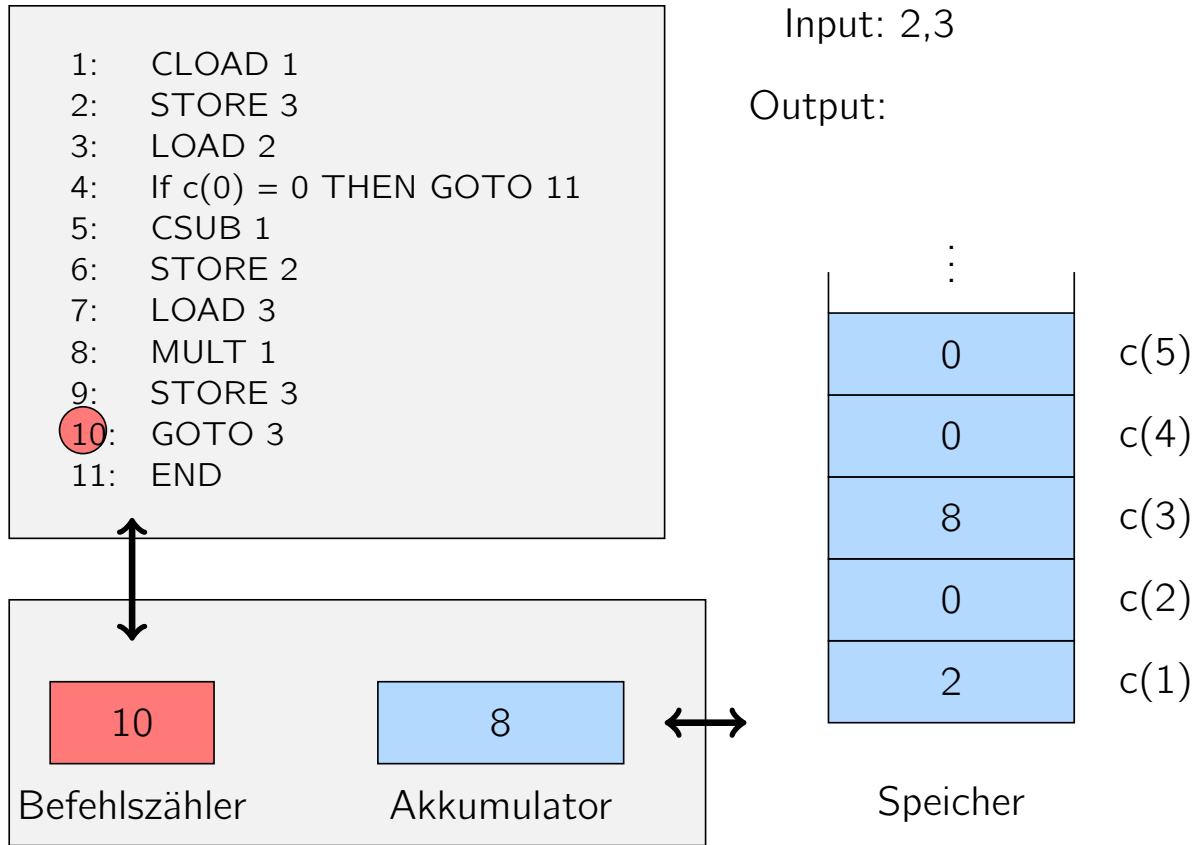 1: CLOAD 1
2: STORE 3
3: LOAD 2
4: If c(0) = 0 THEN GOTO 11
5: CSUB 1
6: STORE 2
7: LOAD 3
8: MULT 1
9: STORE 3
10: GOTO 3
11: END
Input: 2,3
Output:
⋮
0 c(5)
0 c(4)
8 c(3)
0 c(2)
2 c(1)
Speicher
10
Befehlszähler
8
Akkumulator